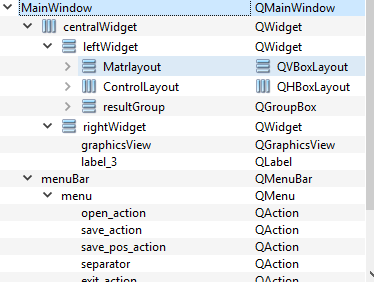 MainWindow QMainWindow
centralWidget QWidget
leftWidget QWidget
Matrlayout QVBoxLayout
ControlLayout QHBoxLayout
resultGroup QGroupBox
rightWidget QWidget
graphicsView QGraphicsView
label_3 QLabel
menuBar QMenuBar
menu QMenu
open_action QAction
save_action QAction
save_pos_action QAction
separator QAction
exit_action QAction